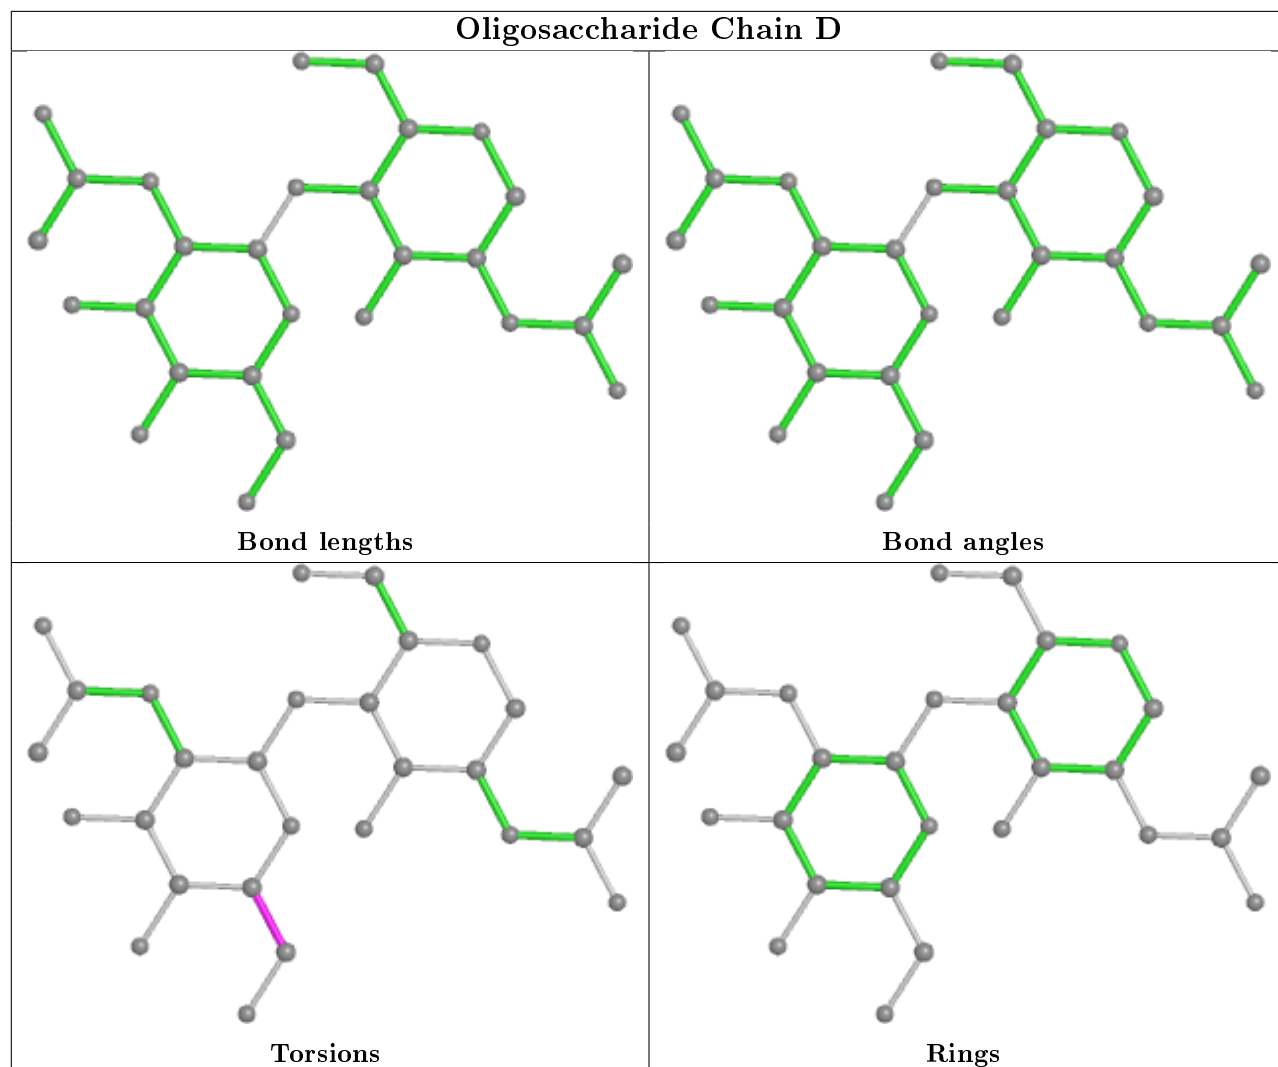 Oligosaccharide Chain D
Bond lengths
Bond angles
Torsions
Rings